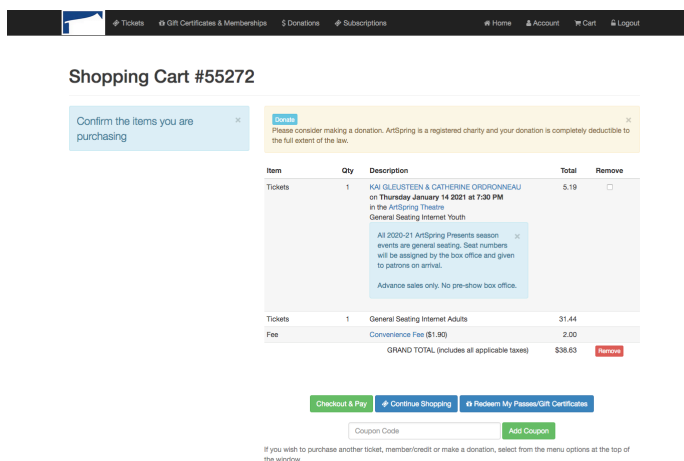 Tickets Gift Certificates & Memberships $ Donations Subscriptions Home Account Cart Logout
Shopping Cart #55272
Confirm the items you are
purchasing
×
Donate
×
Please consider making a donation. ArtSpring is a registered charity and your donation is completely deductible to
the full extent of the law.
Item Qty Description Total Remove
Tickets 1 KAI GLEUSTEEN & CATHERINE ORDRONNEAU 5.19
on Thursday January 14 2021 at 7:30 PM
in the ArtSpring Theatre
General Seating Internet Youth
All 2020-21 ArtSpring Presents season ×
events are general seating. Seat numbers
will be assigned by the box office and given
to patrons on arrival.
Advance sales only. No pre-show box office.
Tickets 1 General Seating Internet Adults 31.44
Fee Convenience Fee ($1.90) 2.00
GRAND TOTAL (includes all applicable taxes) $38.63 Remove
Checkout & Pay Continue Shopping Redeem My Passes/Gift Certificates
Coupon Code Add Coupon
If you wish to purchase another ticket, member/credit or make a donation, select from the menu options at the top of
the window.